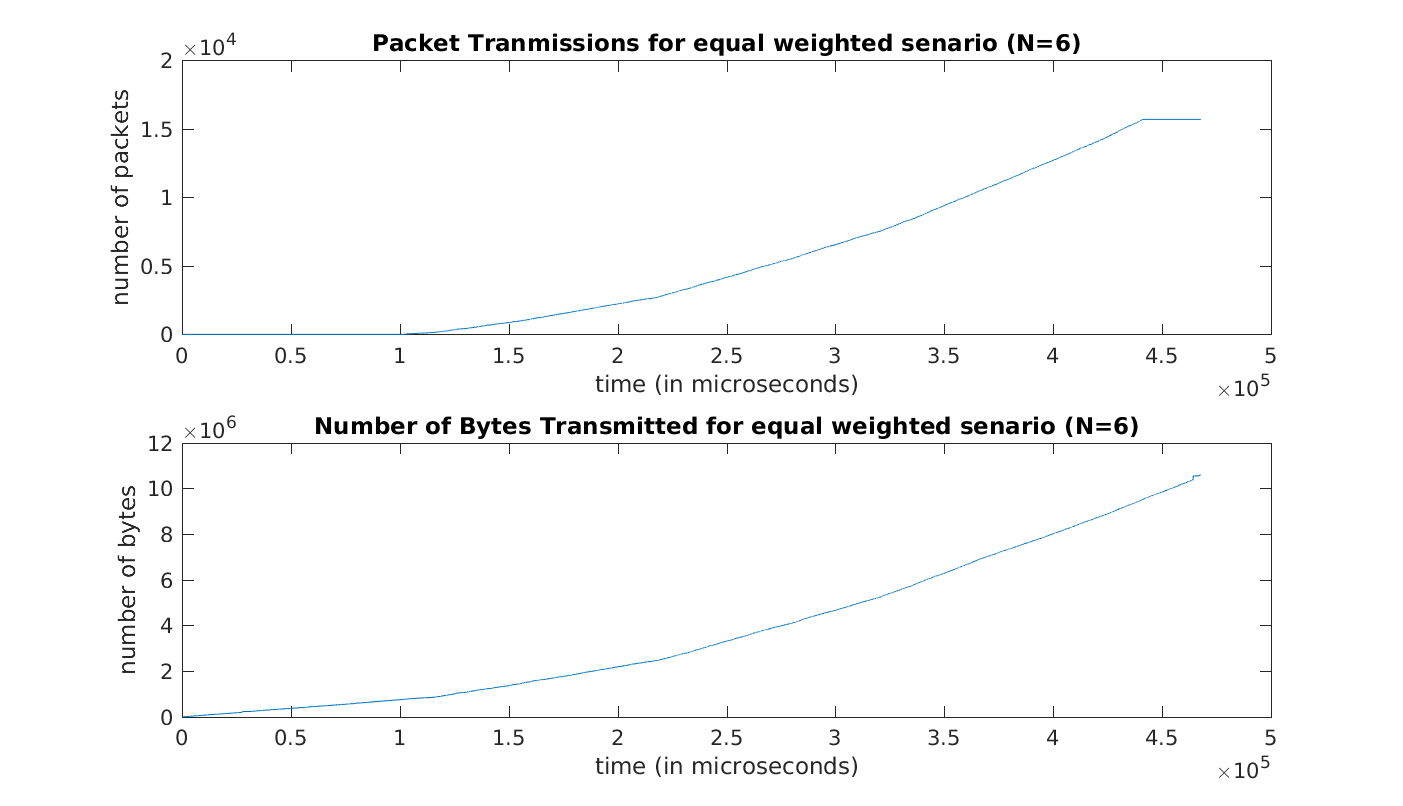 Packet Tranmissions for equal weighted senario (N=6)
×10^4
2
1.5
1
0.5
0
number of packets
0 0.5 1 1.5 2 2.5 3 3.5 4 4.5 5
time (in microseconds)
×10^5
Number of Bytes Transmitted for equal weighted senario (N=6)
×10^6
12
10
8
6
4
2
0
number of bytes
0 0.5 1 1.5 2 2.5 3 3.5 4 4.5 5
time (in microseconds)
×10^5